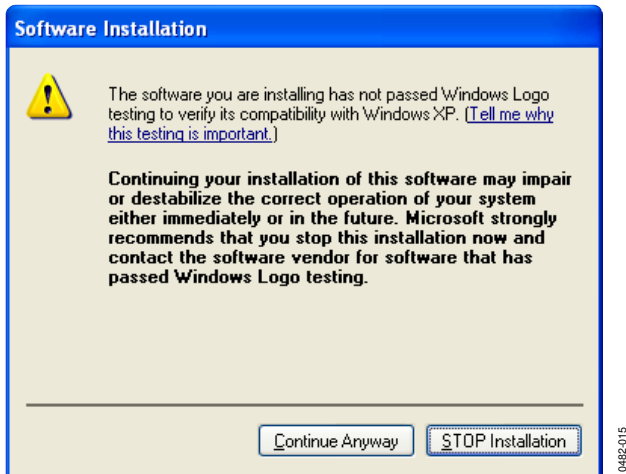 Software Installation
The software you are installing has not passed Windows Logo
testing to verify its compatibility with Windows XP. (Tell me why
this testing is important.)
Continuing your installation of this software may impair
or destabilize the correct operation of your system
either immediately or in the future. Microsoft strongly
recommends that you stop this installation now and
contact the software vendor for software that has
passed Windows Logo testing.
Continue Anyway
STOP Installation
0482-015